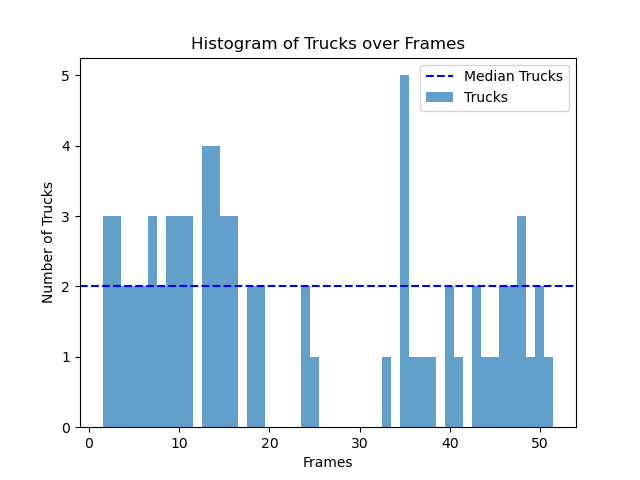 Histogram of Trucks over Frames
Median Trucks
Trucks
Number of Trucks
5
4
3
2
1
0
0 10 20 30 40 50
Frames